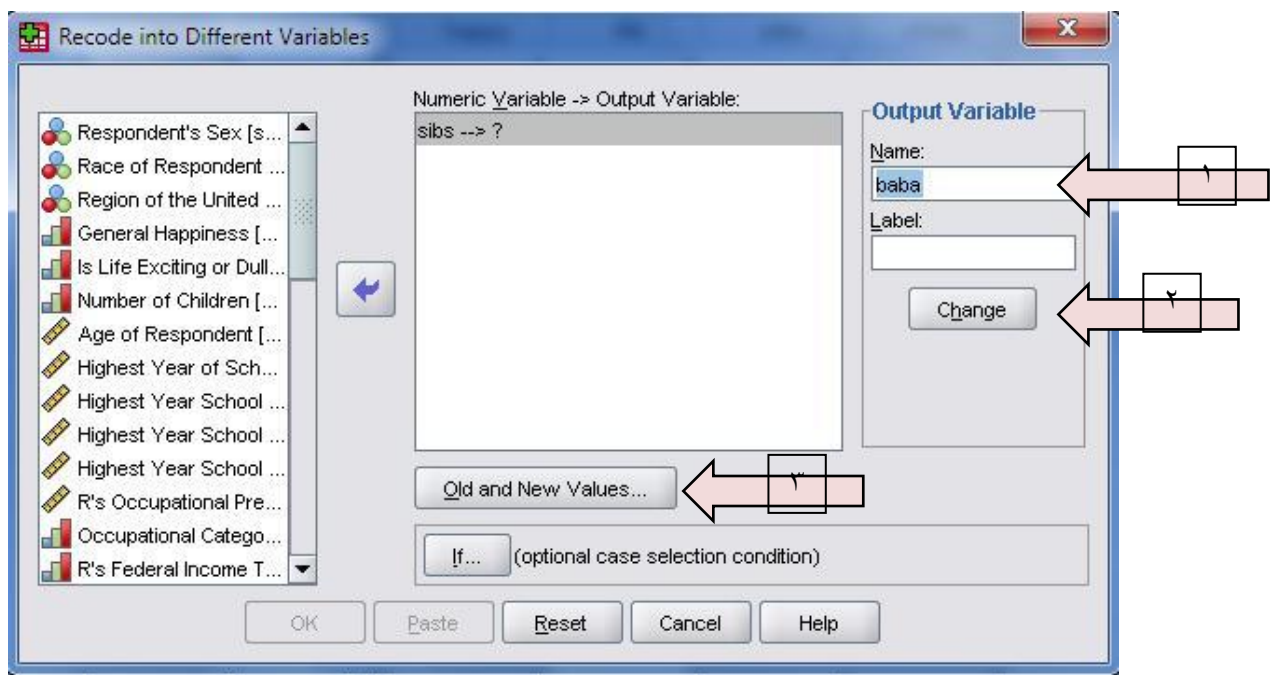 Recode into Different Variables
x
Respondent's Sex [s...
Race of Respondent ...
Region of the United ...
General Happiness [...
Is Life Exciting or Dull...
Number of Children [...
Age of Respondent [...
Highest Year of Sch...
Highest Year School ...
Highest Year School ...
Highest Year School ...
R's Occupational Pre...
Occupational Catego...
R's Federal Income T...
Numeric Variable -> Output Variable:
sibs --> ?
Output Variable
Name:
baba
١
Label:
Change
٢
Old and New Values...
٣
If... (optional case selection condition)
OK Paste Reset Cancel Help